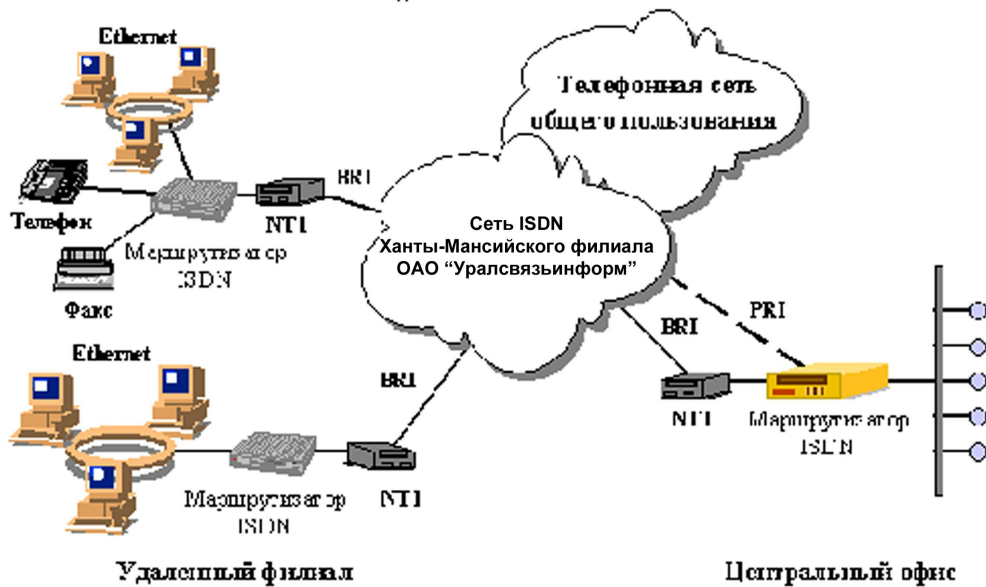 Ethernet
Телефонная сеть
общего пользования
BRI
Телефон
NT1
Маршрутизатор
ISDN
Факс
Сеть ISDN
Ханты-Мансийского филиала
ОАО “Уралсвязьинформ”
PRI
BRI
Ethernet
BRI
NT1
Маршрутизатор
ISDN
Маршрутизатор
ISDN
NT1
Удаленный филиал
Центральный офис